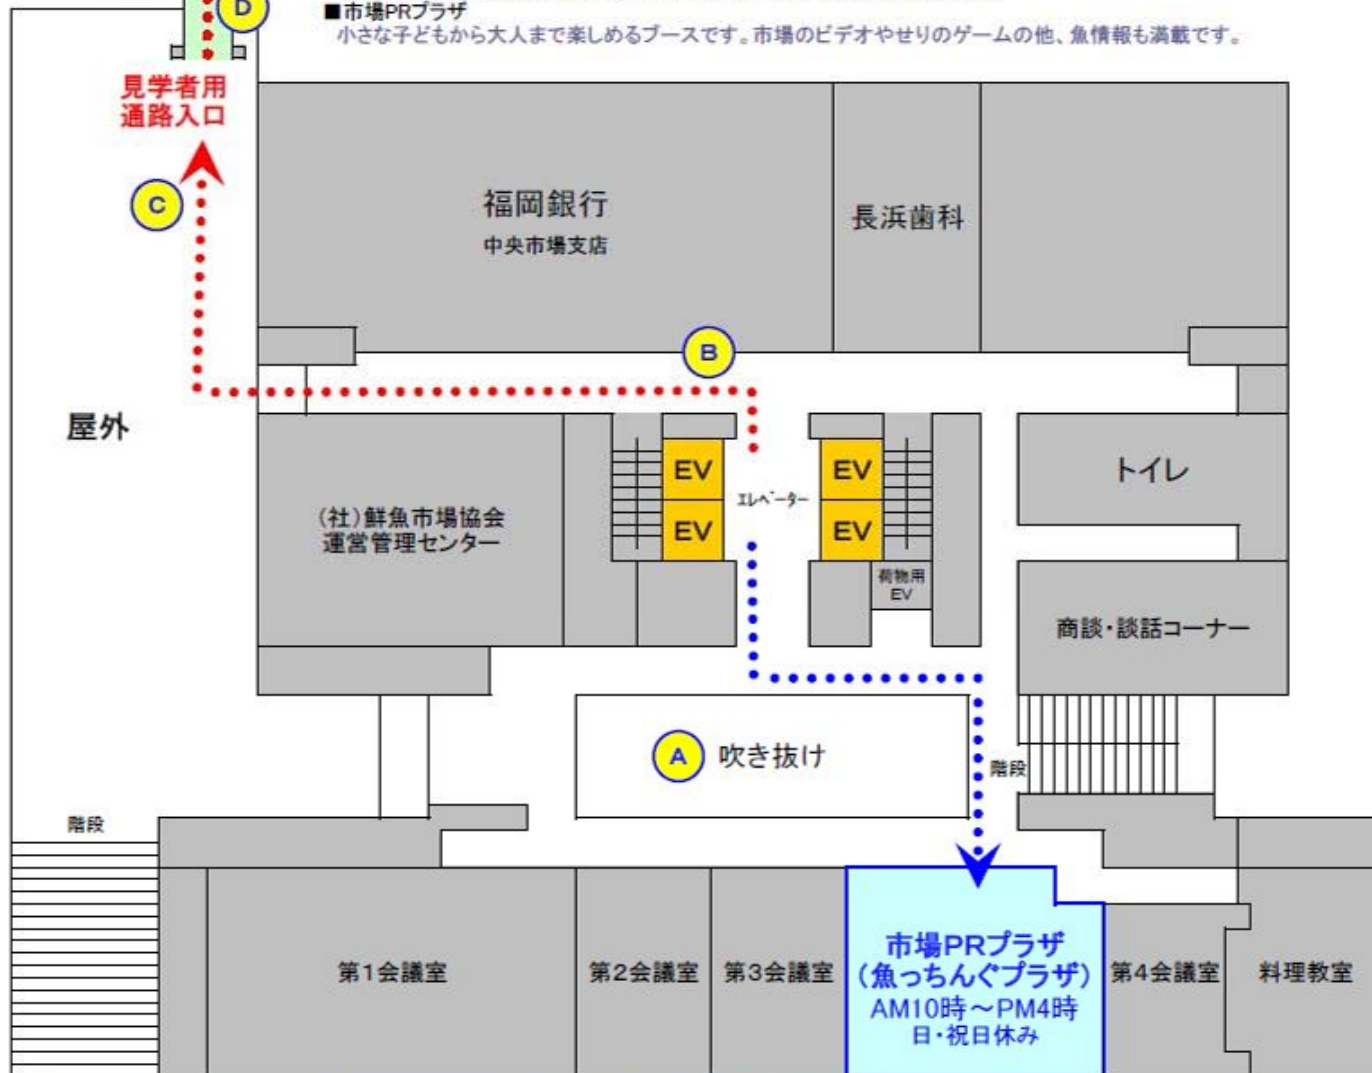 D
■市場PRプラザ
小さな子どもから大人まで楽しめるブースです。市場のビデオやせりのゲームの他、魚情報も満載です。
見学者用
通路入口
C
福岡銀行
中央市場支店
長浜歯科
B
屋外
EV
EV
エレベーター
EV
EV
トイレ
(社)鮮魚市場協会
運営管理センター
荷物用
EV
商談・談話コーナー
A
吹き抜け
階段
階段
第1会議室
第2会議室
第3会議室
市場PRプラザ
(魚っちんぐプラザ)
AM10時~PM4時
日・祝日休み
第4会議室
料理教室